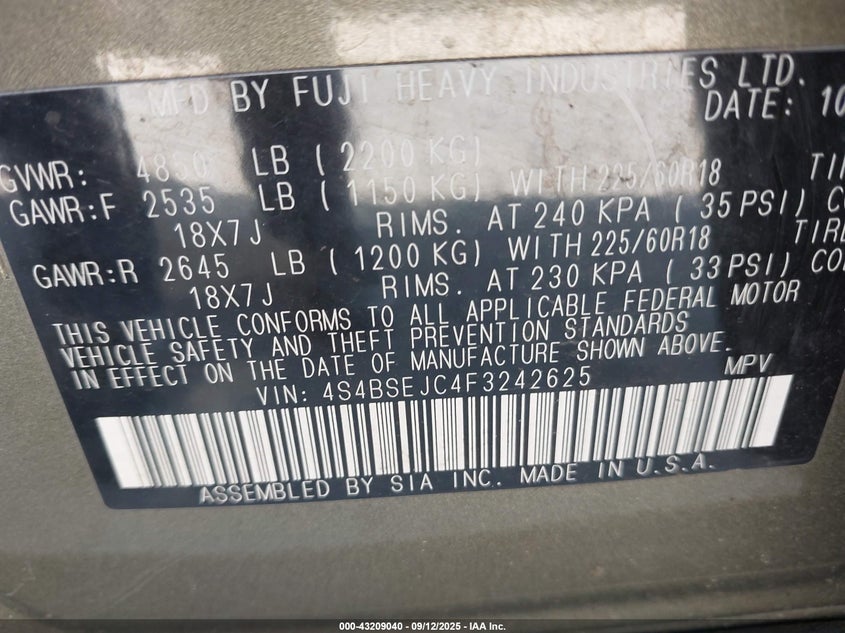 MFD BY FUJI HEAVY INDUSTRIES LTD.
DATE: 10
GVWR: 4850 LB ( 2200 KG)
GAWR:F 2535 LB ( 1150 KG) WITH 225/60R18 TI
18X7J RIMS. AT 240 KPA ( 35 PSI) CO
GAWR:R 2645 LB ( 1200 KG) WITH 225/60R18 TIRE
18X7J RIMS. AT 230 KPA ( 33 PSI) CO
THIS VEHICLE CONFORMS TO ALL APPLICABLE FEDERAL MOTOR
VEHICLE SAFETY AND THEFT PREVENTION STANDARDS
IN EFFECT ON THE DATE OF MANUFACTURE SHOWN ABOVE.
VIN: 4S4BSEJC4F3242625 MPV
ASSEMBLED BY SIA INC. MADE IN U.S.A.
000-43209040 - 09/12/2025 - IAA Inc.